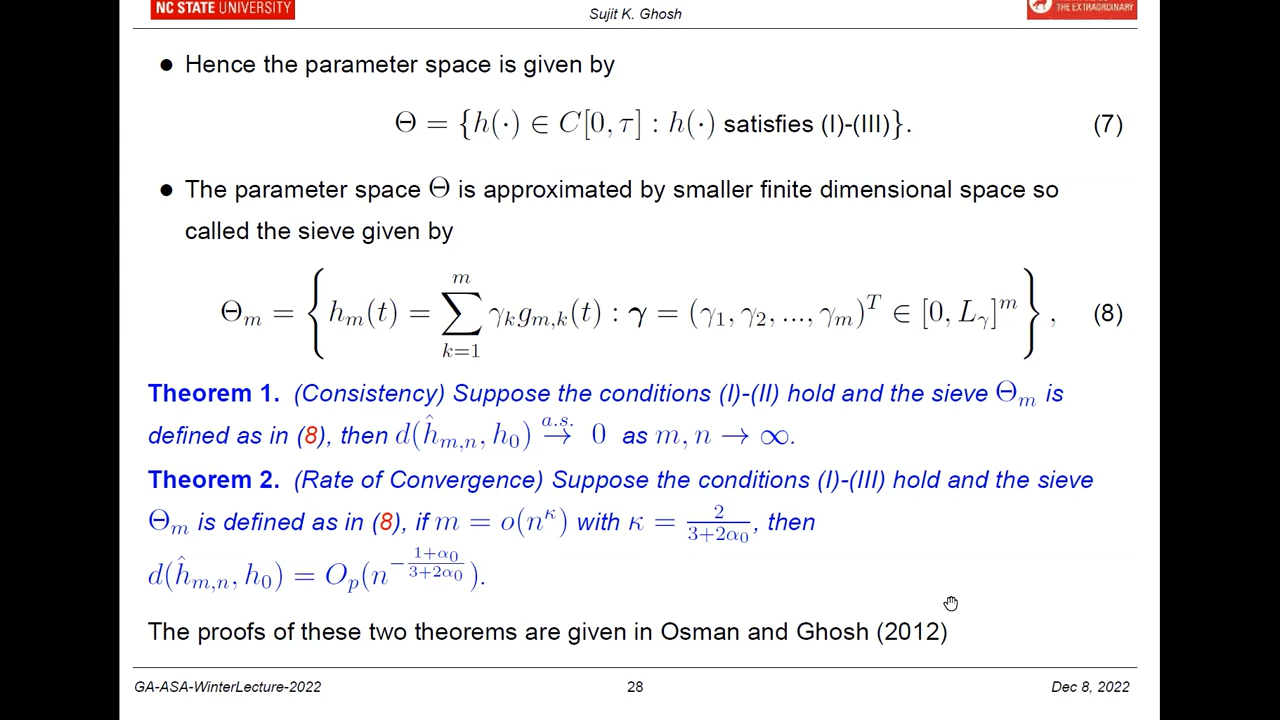 NC STATE UNIVERSITY
Sujit K. Ghosh
THE EXTRAORDINARY
● Hence the parameter space is given by
Θ = {h(·) ∈ C[0, τ] : h(·) satisfies (I)-(III)}. (7)
● The parameter space Θ is approximated by smaller finite dimensional space so
called the sieve given by
Θ_m = { h_m(t) = ∑_{k=1}^{m} γ_k g_{m,k}(t) : γ = (γ_1, γ_2, ..., γ_m)^T ∈ [0, L_γ]^m } , (8)
Theorem 1. (Consistency) Suppose the conditions (I)-(II) hold and the sieve Θ_m is
defined as in (8), then d(ĥ_{m,n}, h_0) →^{a.s.} 0 as m, n → ∞.
Theorem 2. (Rate of Convergence) Suppose the conditions (I)-(III) hold and the sieve
Θ_m is defined as in (8), if m = o(n^κ) with κ = 2/(3+2α_0), then
d(ĥ_{m,n}, h_0) = O_p(n^{-(1+α_0)/(3+2α_0)}).
The proofs of these two theorems are given in Osman and Ghosh (2012)
GA-ASA-WinterLecture-2022 28 Dec 8, 2022